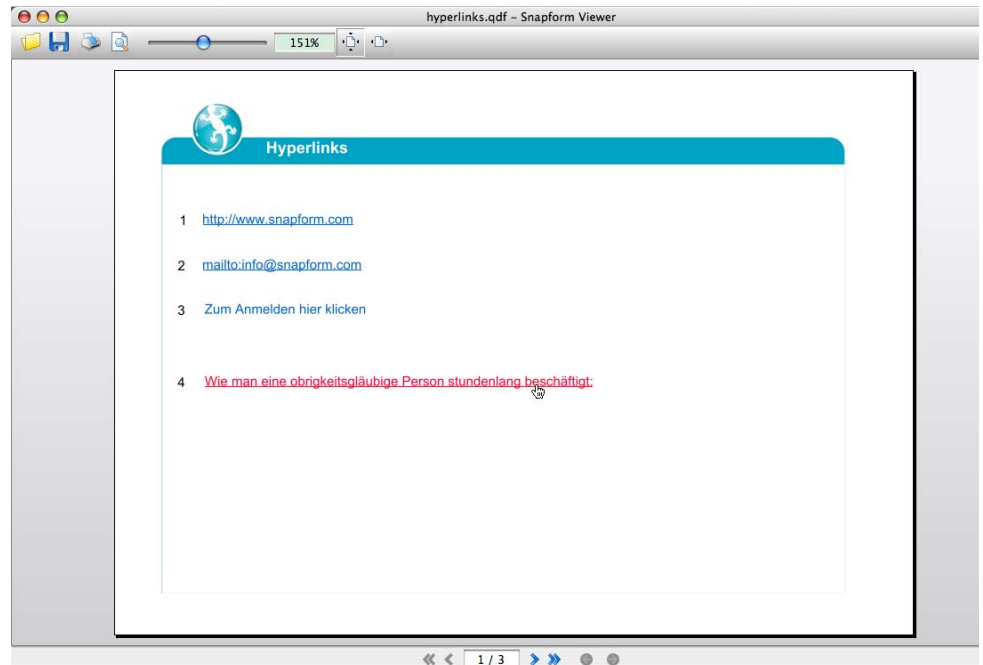 hyperlinks.qdf – Snapform Viewer
151%
Hyperlinks
1 http://www.snapform.com
2 mailto:info@snapform.com
3 Zum Anmelden hier klicken
4 Wie man eine obrigkeitsgläubige Person stundenlang beschäftigt:
1 / 3